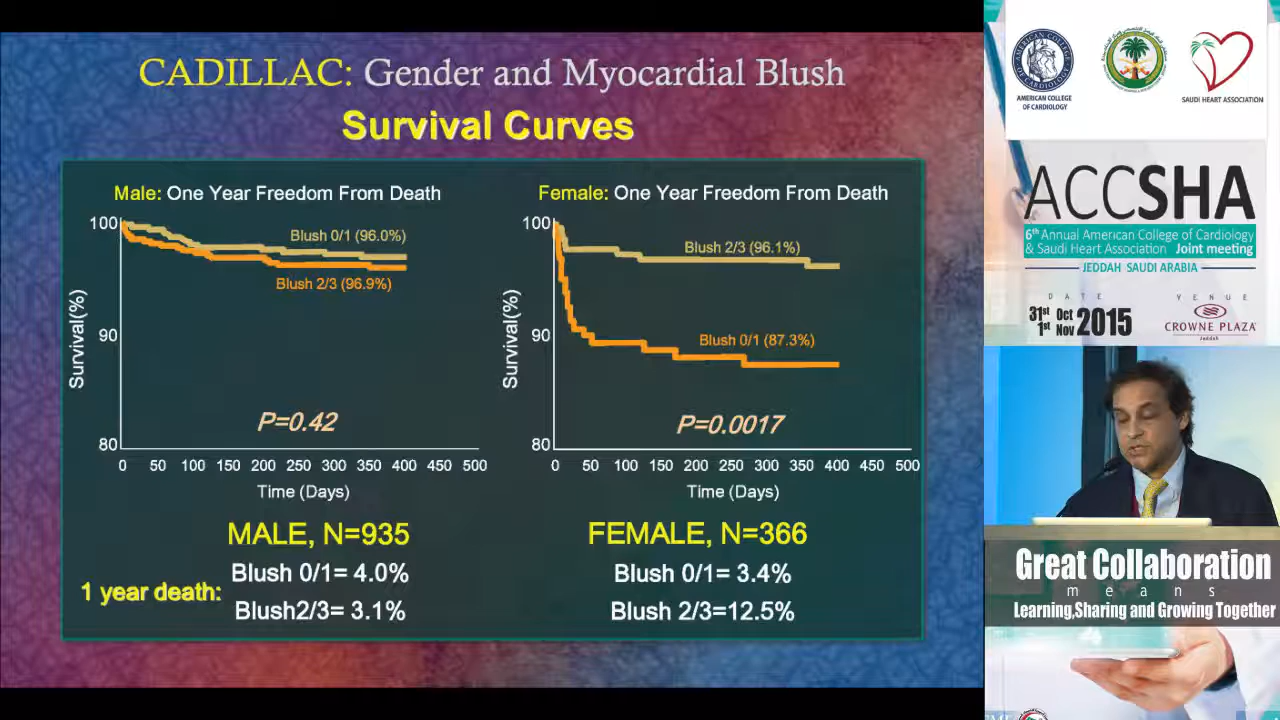 CADILLAC: Gender and Myocardial Blush
Survival Curves
Male: One Year Freedom From Death
100
90
80
Survival(%)
Blush 0/1 (96.0%)
Blush 2/3 (96.9%)
P=0.42
0 50 100 150 200 250 300 350 400 450 500
Time (Days)
Female: One Year Freedom From Death
100
90
80
Survival(%)
Blush 2/3 (96.1%)
Blush 0/1 (87.3%)
P=0.0017
0 50 100 150 200 250 300 350 400 450 500
Time (Days)
MALE, N=935
FEMALE, N=366
1 year death:
Blush 0/1= 4.0%
Blush2/3= 3.1%
Blush 0/1= 3.4%
Blush 2/3=12.5%
AMERICAN COLLEGE
OF CARDIOLOGY
SAUDI HEART ASSOCIATION
ACCSHA
6th Annual American College of Cardiology
& Saudi Heart Association Joint meeting
JEDDAH SAUDI ARABIA
DATE
31st Oct
1st Nov 2015
VENUE
CROWNE PLAZA
Jeddah
Great Collaboration
means
Learning,Sharing and Growing Together